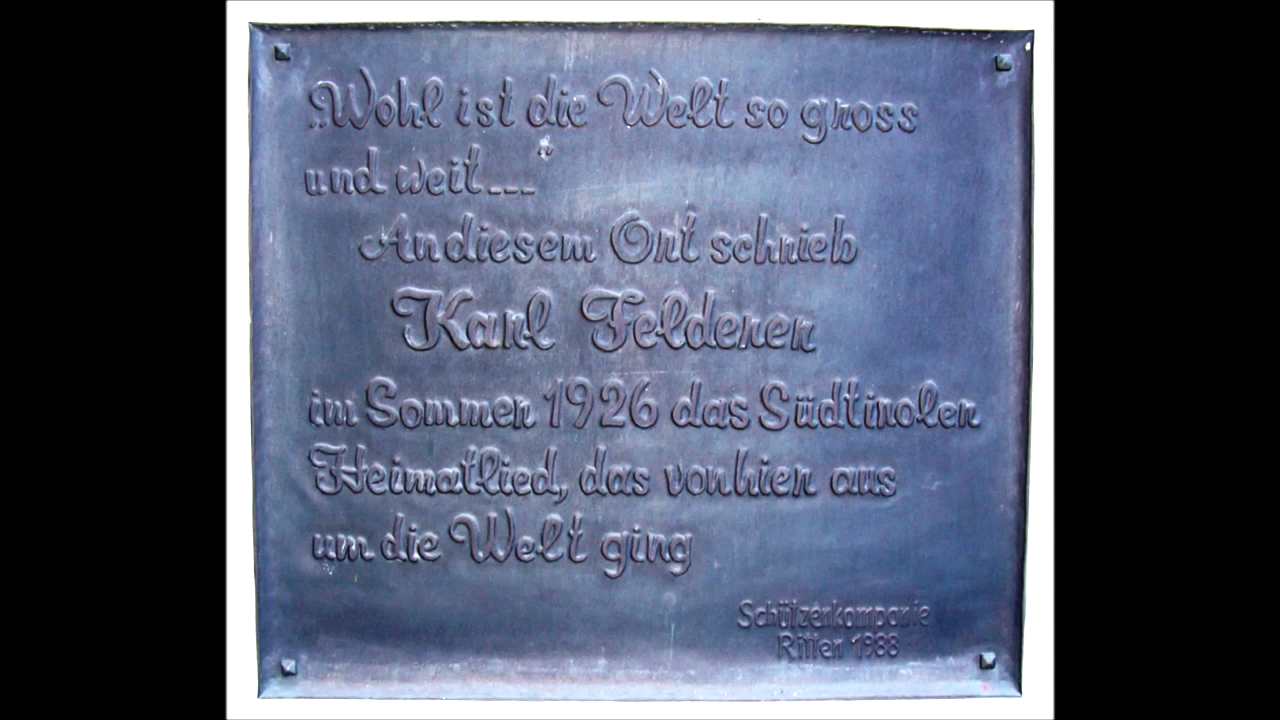 „Wohl ist die Welt so gross
und weit..."
An diesem Ort schrieb
Karl Felderer
im Sommer 1926 das Südtiroler
Heimatlied, das von hier aus
um die Welt ging
Schützenkompanie
Ritten 1988